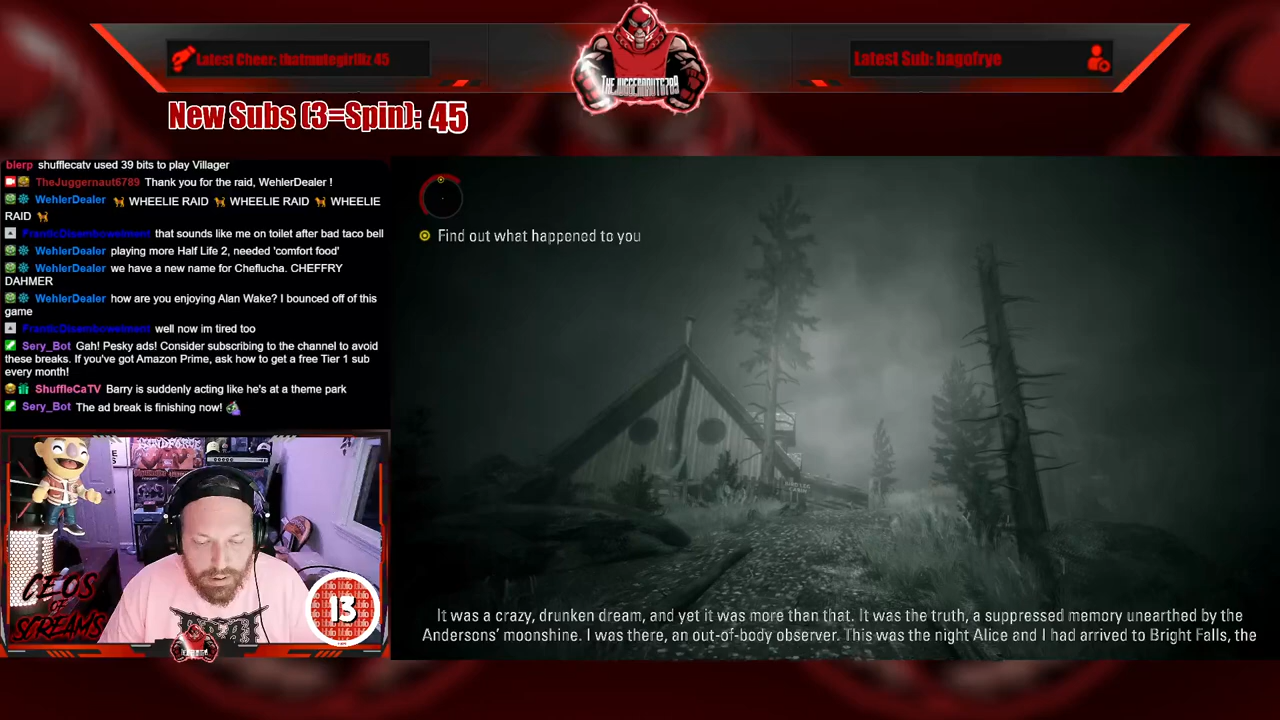 Latest Cheer: thatmutegirlliz 45
THEJUGGERNAUT6789
Latest Sub: bagofrye
New Subs (3=Spin): 45
blerp shufflecatv used 39 bits to play Villager
TheJuggernaut6789 Thank you for the raid, WehlerDealer !
WehlerDealer WHEELIE RAID WHEELIE RAID WHEELIE
RAID
FranticDisembowelment that sounds like me on toilet after bad taco bell
WehlerDealer playing more Half Life 2, needed 'comfort food'
WehlerDealer we have a new name for Cheflucha. CHEFFRY
DAHMER
WehlerDealer how are you enjoying Alan Wake? I bounced off of this
game
FranticDisembowelment well now im tired too
Sery_Bot Gah! Pesky ads! Consider subscribing to the channel to avoid
these breaks. If you've got Amazon Prime, ask how to get a free Tier 1 sub
every month!
ShuffleCaTV Barry is suddenly acting like he's at a theme park
Sery_Bot The ad break is finishing now!
Find out what happened to you
CEOS
OF
STREAMS
13
It was a crazy, drunken dream, and yet it was more than that. It was the truth, a suppressed memory unearthed by the
Andersons' moonshine. I was there, an out-of-body observer. This was the night Alice and I had arrived to Bright Falls, the